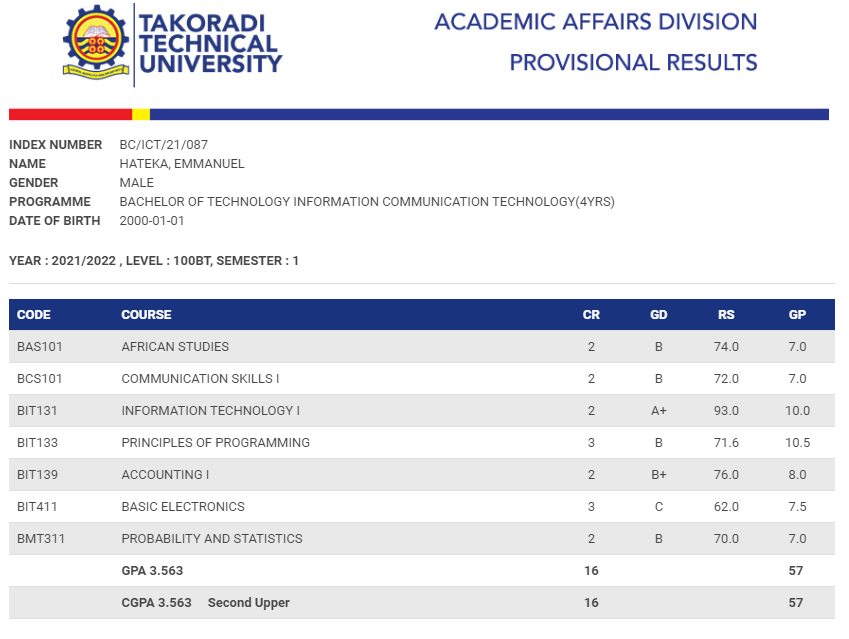 TAKORADI
TECHNICAL
UNIVERSITY
ACADEMIC AFFAIRS DIVISION
PROVISIONAL RESULTS
INDEX NUMBER BC/ICT/21/087
NAME HATEKA, EMMANUEL
GENDER MALE
PROGRAMME BACHELOR OF TECHNOLOGY INFORMATION COMMUNICATION TECHNOLOGY(4YRS)
DATE OF BIRTH 2000-01-01
YEAR : 2021/2022 , LEVEL : 100BT, SEMESTER : 1
CODE COURSE CR GD RS GP
BAS101 AFRICAN STUDIES 2 B 74.0 7.0
BCS101 COMMUNICATION SKILLS I 2 B 72.0 7.0
BIT131 INFORMATION TECHNOLOGY I 2 A+ 93.0 10.0
BIT133 PRINCIPLES OF PROGRAMMING 3 B 71.6 10.5
BIT139 ACCOUNTING I 2 B+ 76.0 8.0
BIT411 BASIC ELECTRONICS 3 C 62.0 7.5
BMT311 PROBABILITY AND STATISTICS 2 B 70.0 7.0
GPA 3.563 16 57
CGPA 3.563 Second Upper 16 57